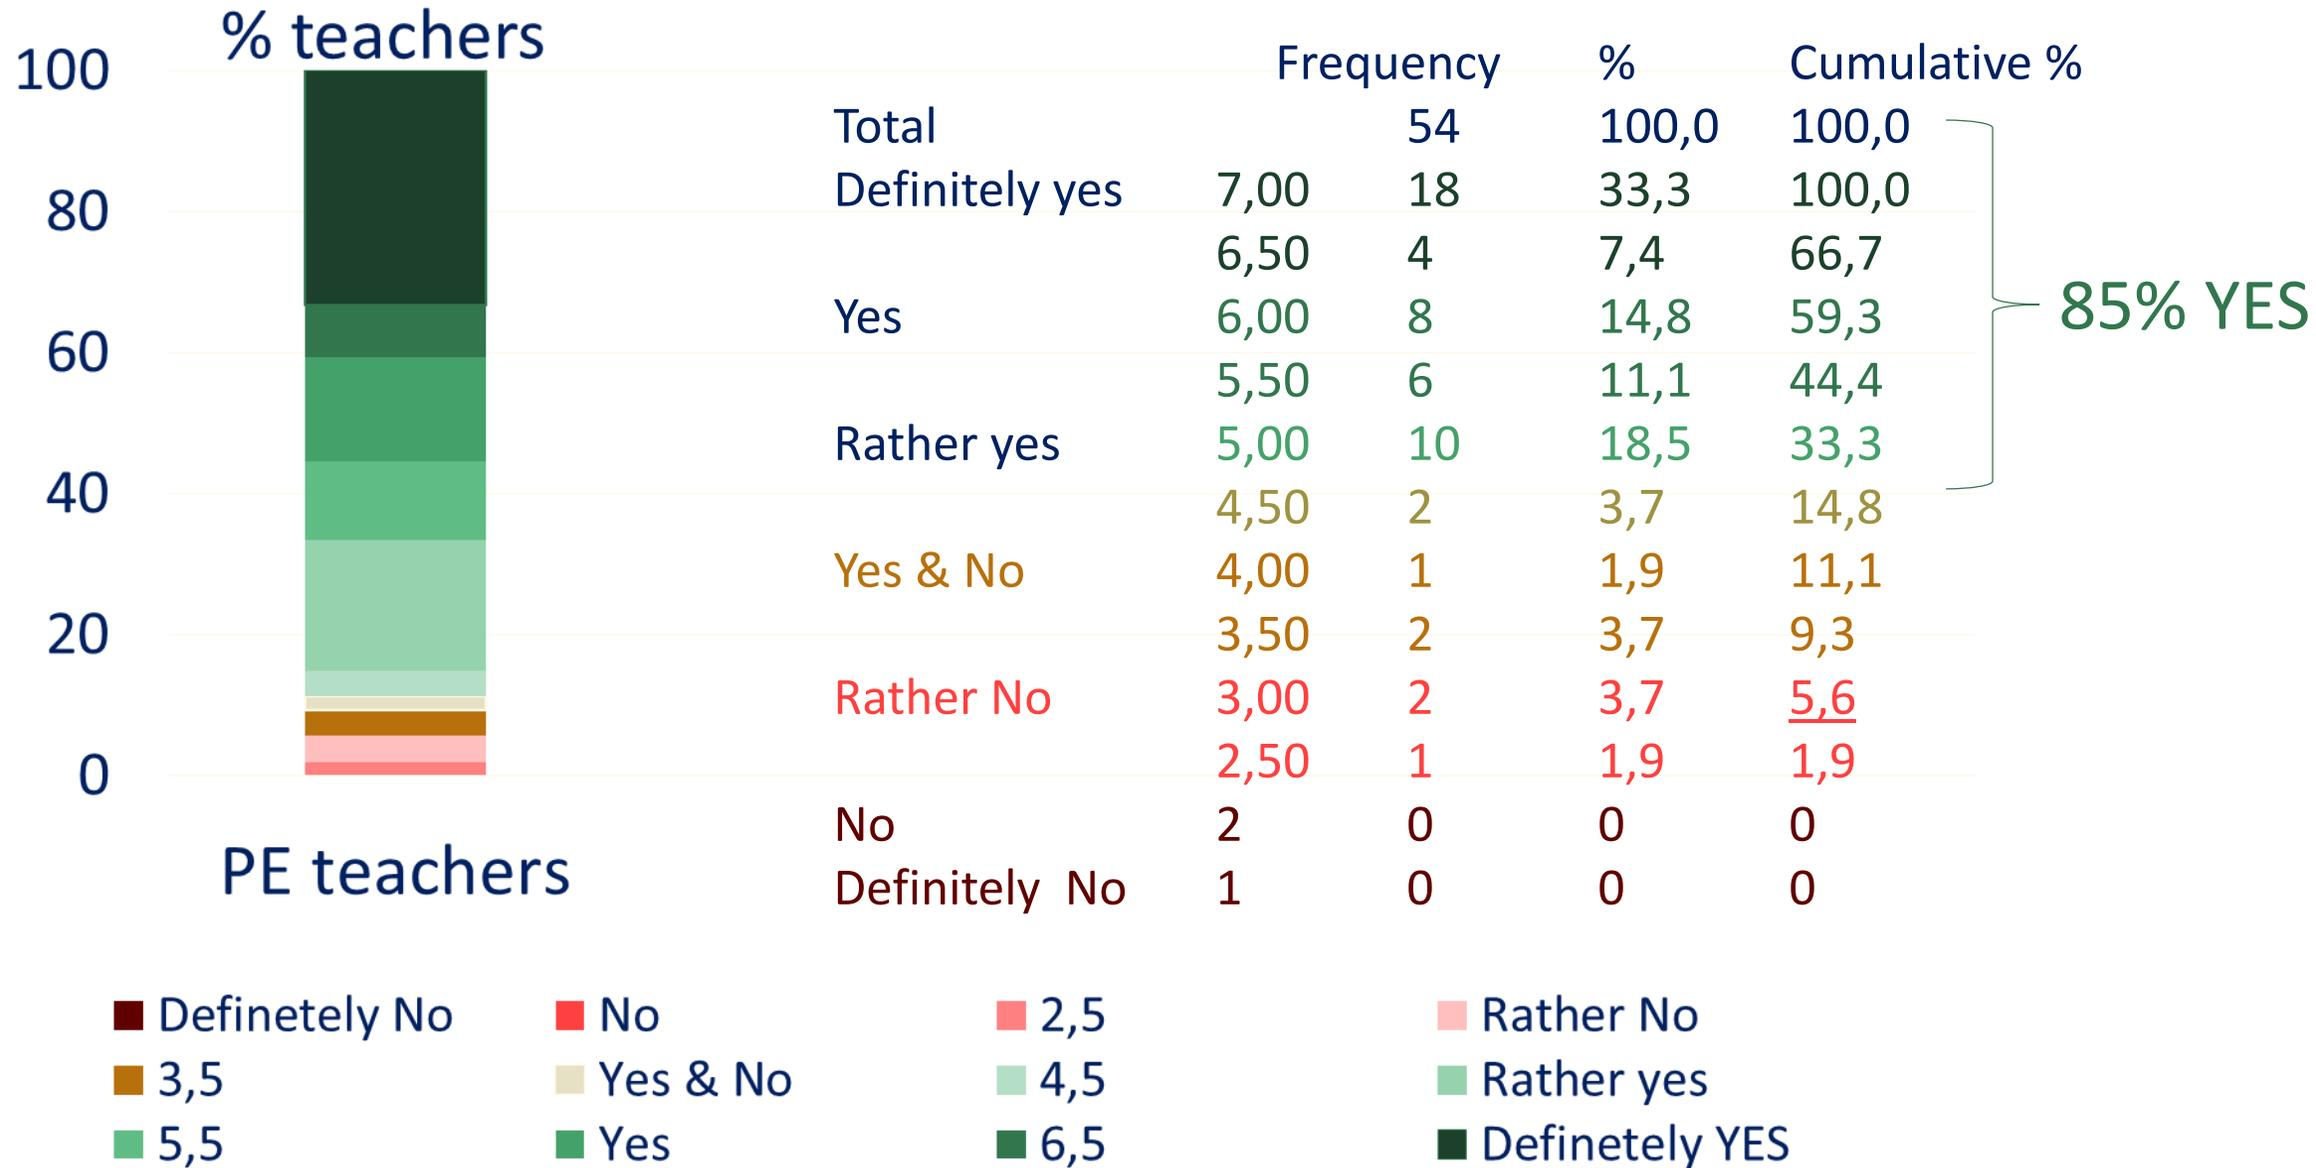 % teachers
100
80
60
40
20
0
PE teachers
Frequency % Cumulative %
Total 54 100,0 100,0
Definitely yes 7,00 18 33,3 100,0
6,50 4 7,4 66,7
Yes 6,00 8 14,8 59,3
5,50 6 11,1 44,4
Rather yes 5,00 10 18,5 33,3
4,50 2 3,7 14,8
Yes & No 4,00 1 1,9 11,1
3,50 2 3,7 9,3
Rather No 3,00 2 3,7 5,6
2,50 1 1,9 1,9
No 2 0 0 0
Definitely No 1 0 0 0
85% YES
Definetely No No 2,5 Rather No
3,5 Yes & No 4,5 Rather yes
5,5 Yes 6,5 Definetely YES